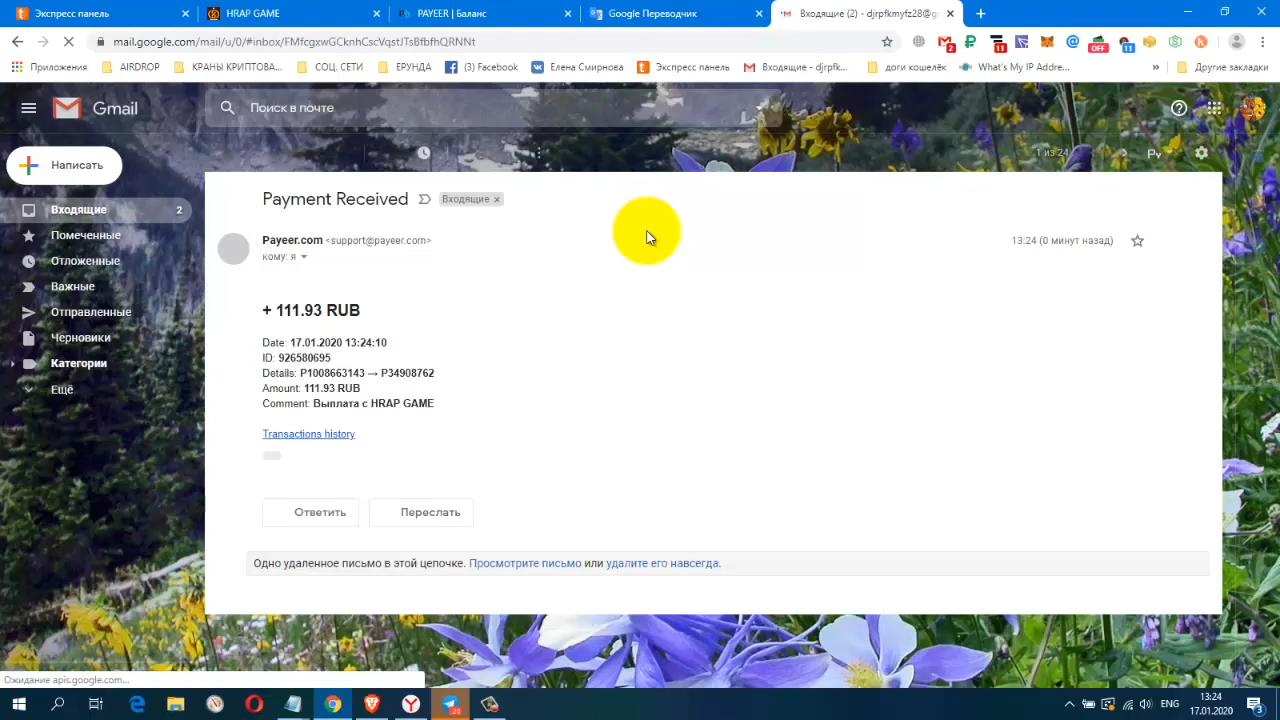 Экспресс панель
HRAP GAME
PAYEER | Баланс
Google Переводчик
Входящие (2) - djrpfkmyfz28@g
mail.google.com/mail/u/0/#inbox/FMfcgxwGCknhCscVqstJTsBfbfhQRNNt
2
11
OFF
11
Приложения
AIRDROP
КРАНЫ КРИПТОВА...
СОЦ. СЕТИ
ЕРУНДА
(3) Facebook
Елена Смирнова
Экспресс панель
Входящие - djrpfk...
доги кошелёк
What's My IP Addre...
»
Другие закладки
Gmail
Поиск в почте
Написать
1 из 24
Входящие 2
Помеченные
Отложенные
Важные
Отправленные
Черновики
Категории
Ещё
Payment Received
Входящие ×
Payeer.com <support@payeer.com>
13:24 (0 минут назад)
кому: я
+ 111.93 RUB
Date: 17.01.2020 13:24:10
ID: 926580695
Details: P1008663143 → P34908762
Amount: 111.93 RUB
Comment: Выплата с HRAP GAME
Transactions history
Ответить
Переслать
Одно удаленное письмо в этой цепочке. Просмотрите письмо или удалите его навсегда.
Ожидание apis.google.com...
ENG
13:24
17.01.2020
3